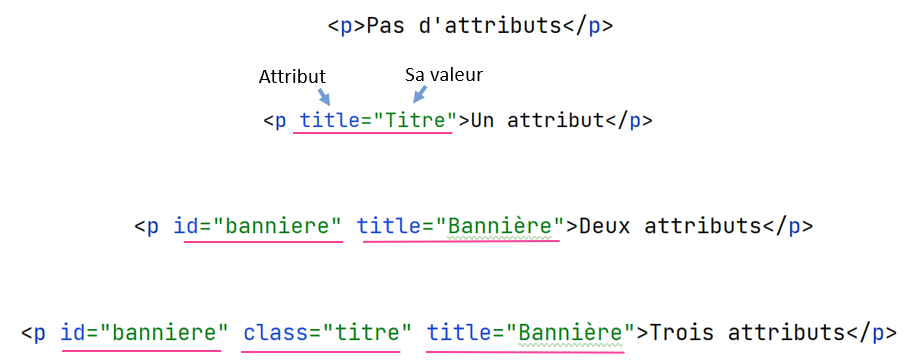 <p>Pas d'attributs</p>
Attribut Sa valeur
<p title="Titre">Un attribut</p>
<p id="banniere" title="Bannière">Deux attributs</p>
<p id="banniere" class="titre" title="Bannière">Trois attributs</p>